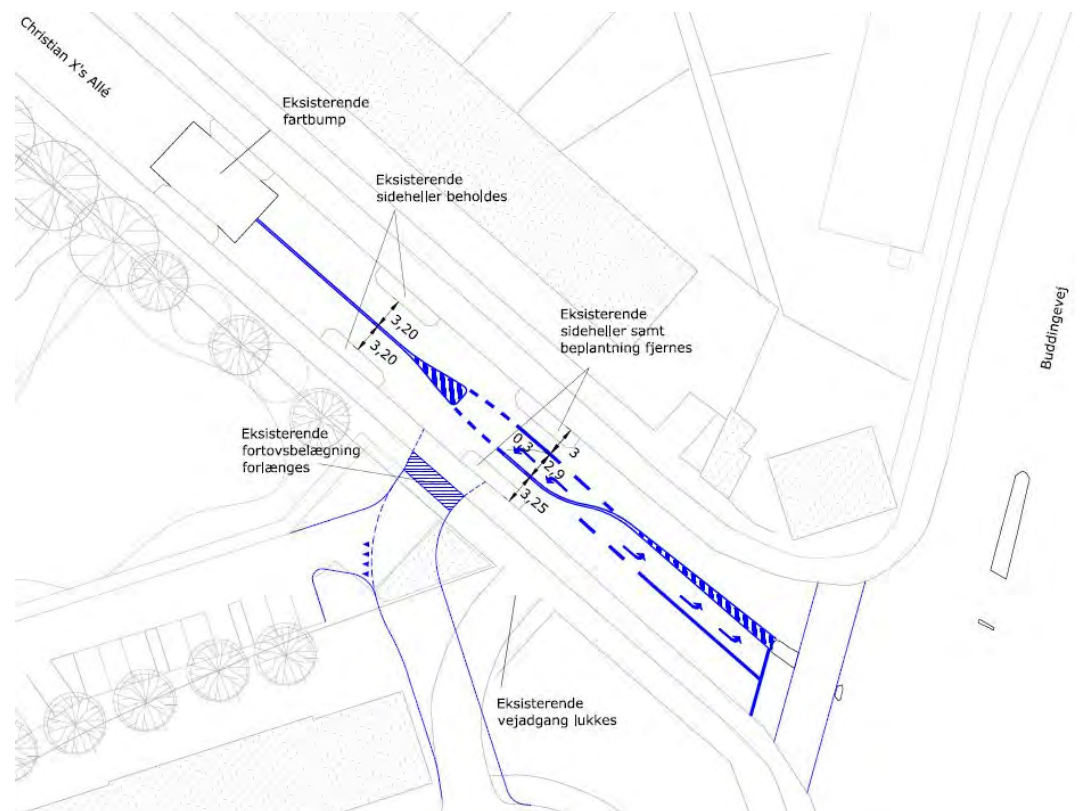 Christian X's Allé
Eksisterende
fartbump
Eksisterende
sideheller beholdes
3,20
3,20
Eksisterende
sideheller samt
beplantning fjernes
Buddingevej
Eksisterende
fortovsbelægning
forlænges
0,3
3
2,9
3,25
Eksisterende
vejadgang lukkes